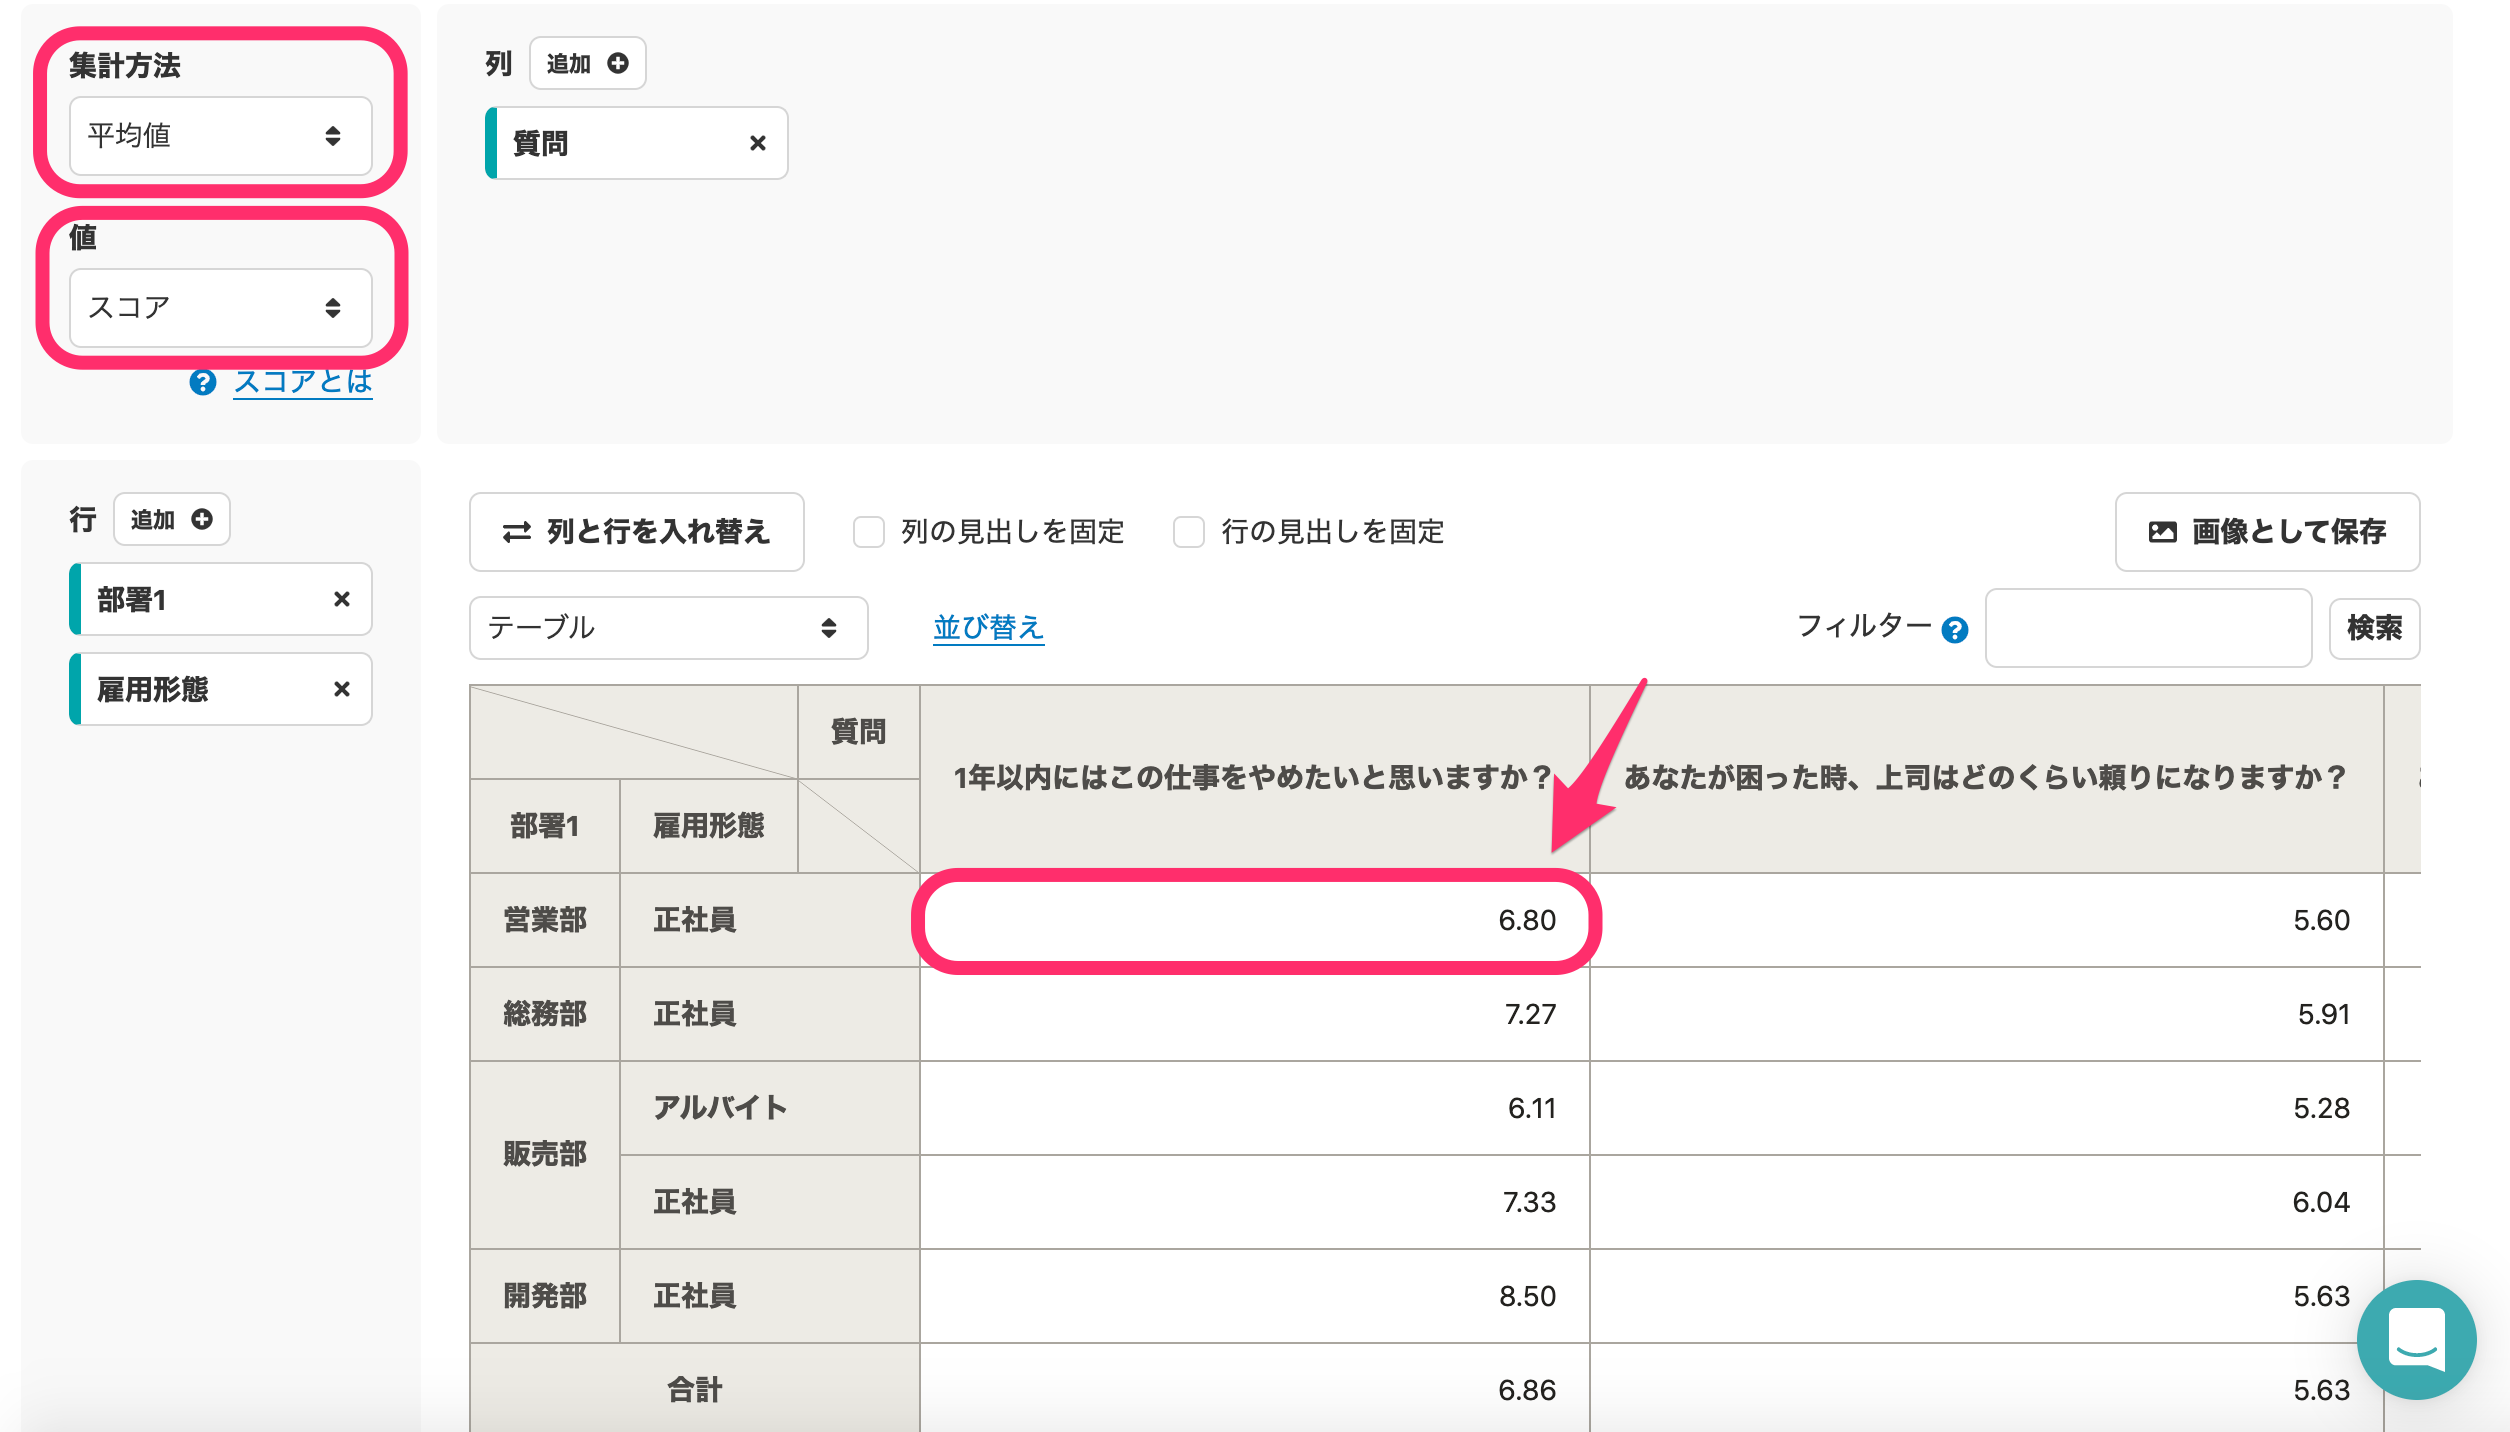 集計方法
平均値
値
スコア
スコアとは
列 追加
質問
行 追加
部署1
雇用形態
列と行を入れ替え 列の見出しを固定 行の見出しを固定 画像として保存
テーブル 並び替え フィルター 検索
質問 1年以内にはこの仕事をやめたいと思いますか？ あなたが困った時、上司はどのくらい頼りになりますか？
部署1 雇用形態
営業部 正社員 6.80 5.60
総務部 正社員 7.27 5.91
販売部 アルバイト 6.11 5.28
正社員 7.33 6.04
開発部 正社員 8.50 5.63
合計 6.86 5.63